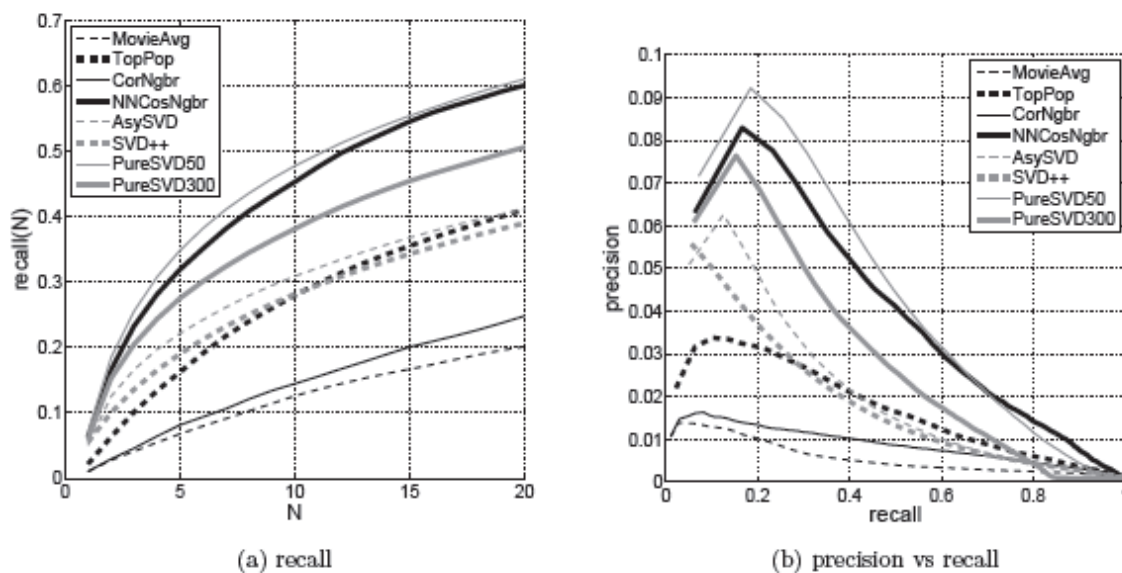 0.7
0.6
0.5
0.4
0.3
0.2
0.1
0
recall(N)
MovieAvg
TopPop
CorNgbr
NNCosNgbr
AsySVD
SVD++
PureSVD50
PureSVD300
0 5 10 15 20
N
(a) recall
0.1
0.09
0.08
0.07
0.06
0.05
0.04
0.03
0.02
0.01
0
precision
MovieAvg
TopPop
CorNgbr
NNCosNgbr
AsySVD
SVD++
PureSVD50
PureSVD300
0 0.2 0.4 0.6 0.8
recall
(b) precision vs recall